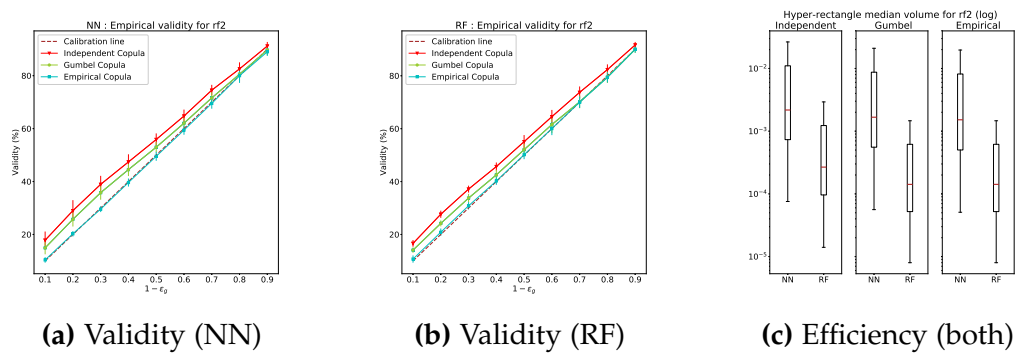 NN : Empirical validity for rf2
Calibration line
Independent Copula
Gumbel Copula
Empirical Copula
Validity (%)
80
60
40
20
0.1 0.2 0.3 0.4 0.5 0.6 0.7 0.8 0.9
1 − ε_g
(a) Validity (NN)
RF : Empirical validity for rf2
Calibration line
Independent Copula
Gumbel Copula
Empirical Copula
Validity (%)
80
60
40
20
0.1 0.2 0.3 0.4 0.5 0.6 0.7 0.8 0.9
1 − ε_g
(b) Validity (RF)
Hyper-rectangle median volume for rf2 (log)
Independent Gumbel Empirical
10⁻²
10⁻³
10⁻⁴
10⁻⁵
NN RF NN RF NN RF
(c) Efficiency (both)